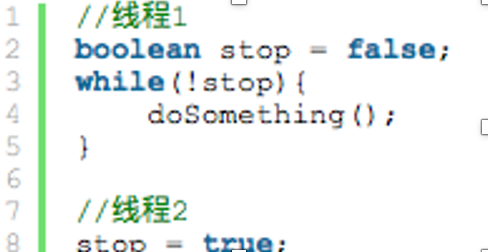 1 //线程1
2 boolean stop = false;
3 while(!stop){
4     doSomething();
5 }
6
7 //线程2
8 stop = true;